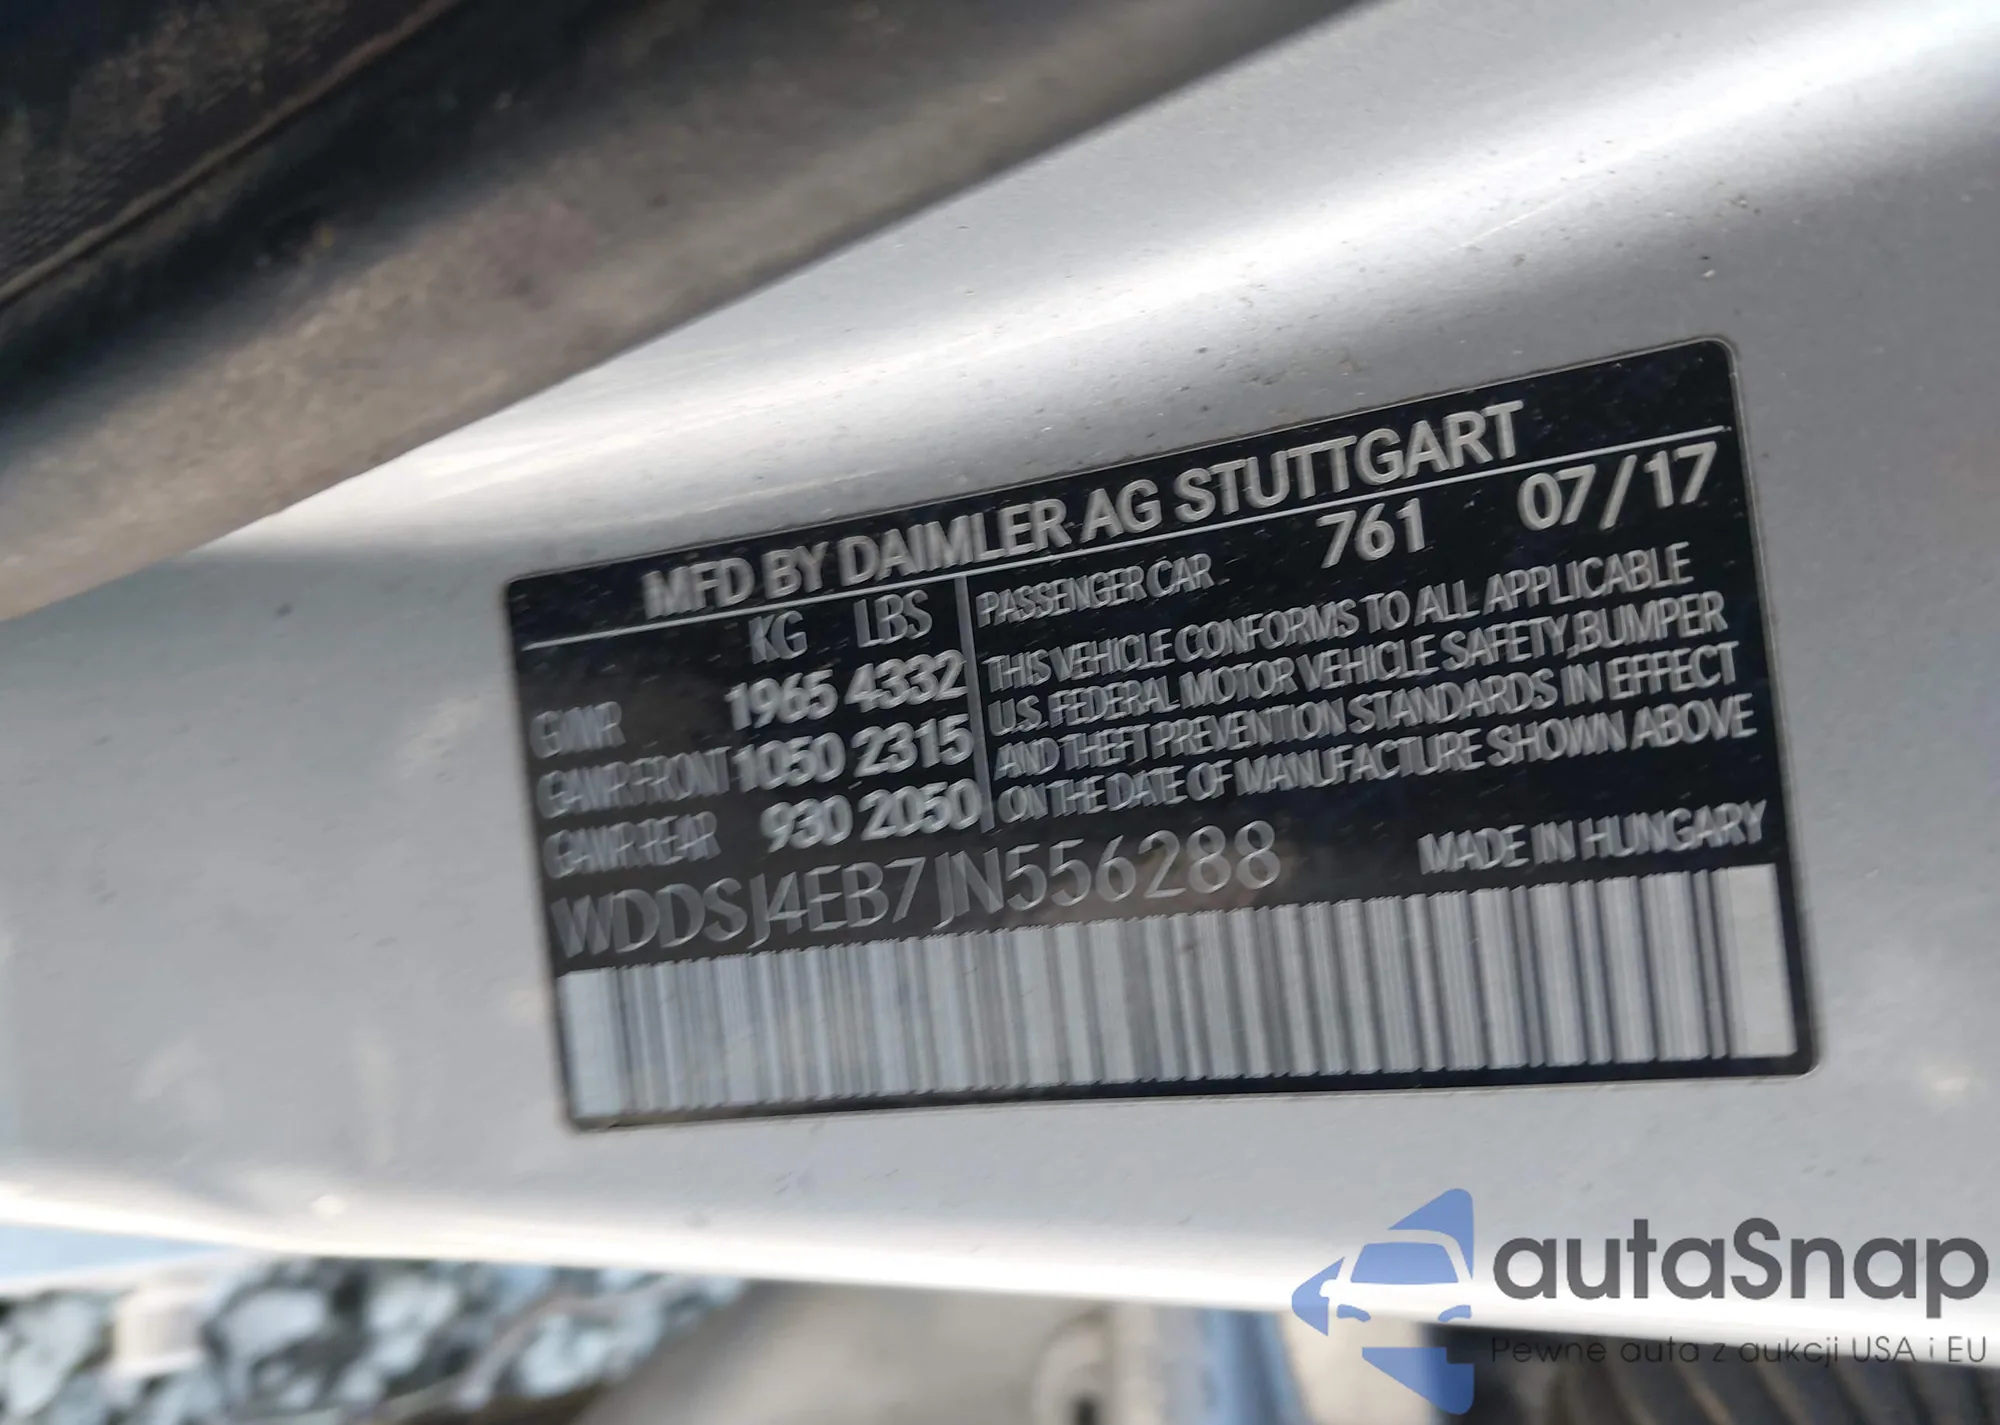 MFD BY DAIMLER AG STUTTGART
KG LBS
GVWR 1965 4332
GAWR FRONT 1050 2315
GAWR REAR 930 2050
PASSENGER CAR 761 07/17
THIS VEHICLE CONFORMS TO ALL APPLICABLE
U.S. FEDERAL MOTOR VEHICLE SAFETY,BUMPER
AND THEFT PREVENTION STANDARDS IN EFFECT
ON THE DATE OF MANUFACTURE SHOWN ABOVE
WDDSJ4EB7JN556288
MADE IN HUNGARY
autaSnap
Pewne auta z aukcji USA i EU